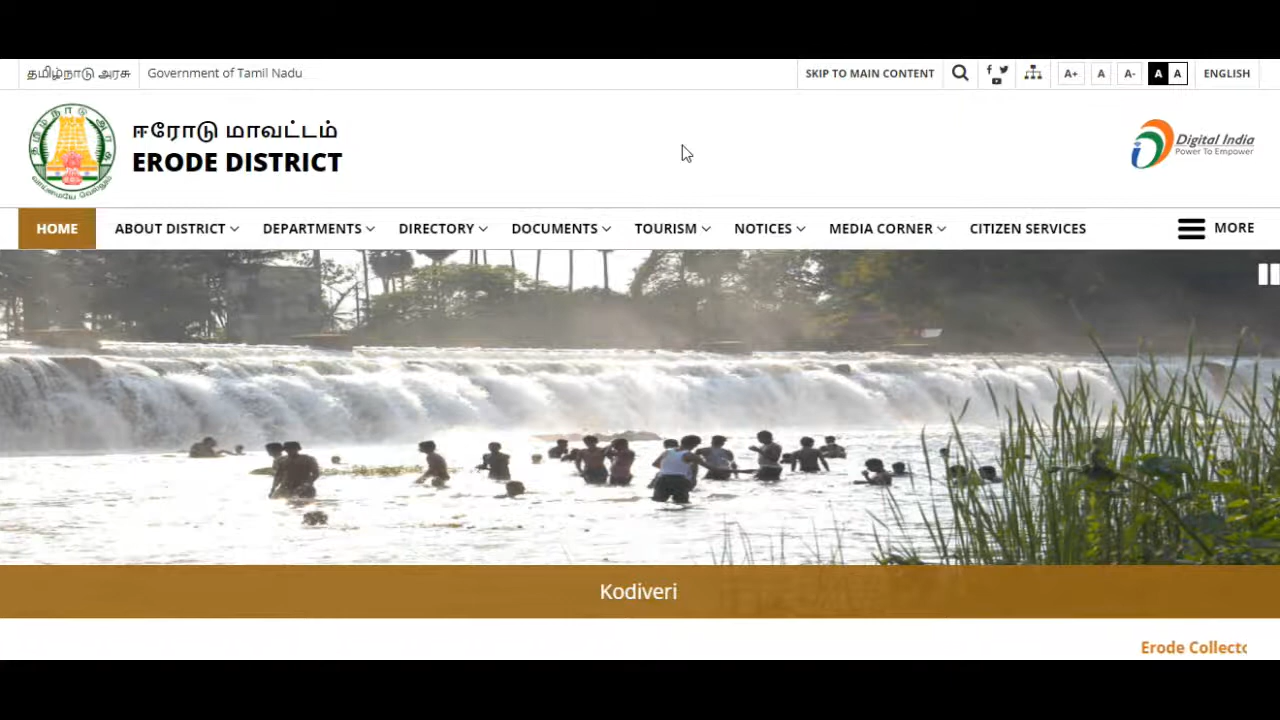 தமிழ்நாடு அரசு
Government of Tamil Nadu
SKIP TO MAIN CONTENT
A+ A A- A A
ENGLISH
ஈரோடு மாவட்டம்
ERODE DISTRICT
Digital India
Power To Empower
HOME ABOUT DISTRICT DEPARTMENTS DIRECTORY DOCUMENTS TOURISM NOTICES MEDIA CORNER CITIZEN SERVICES MORE
Kodiveri
Erode